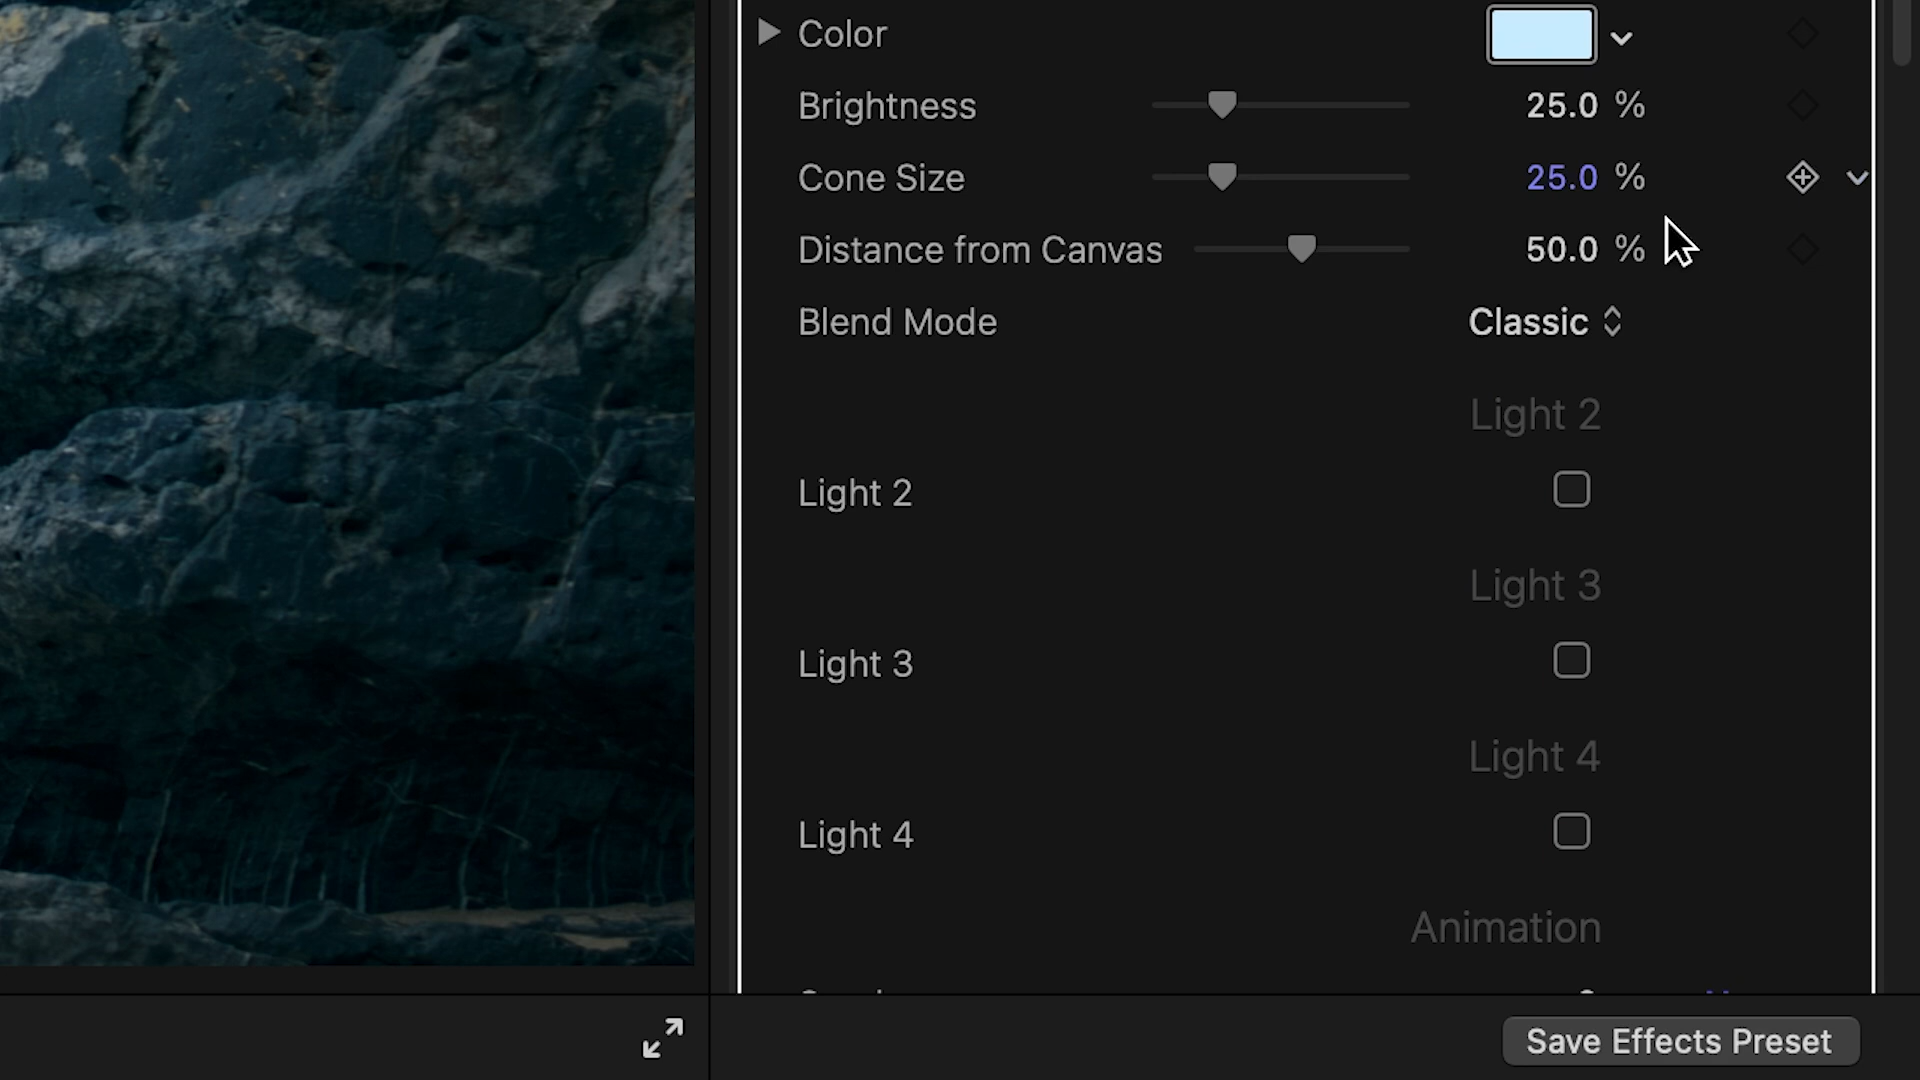 Color
Brightness 25.0 %
Cone Size 25.0 %
Distance from Canvas 50.0 %
Blend Mode Classic
Light 2
Light 2
Light 3
Light 3
Light 4
Light 4
Animation
Save Effects Preset